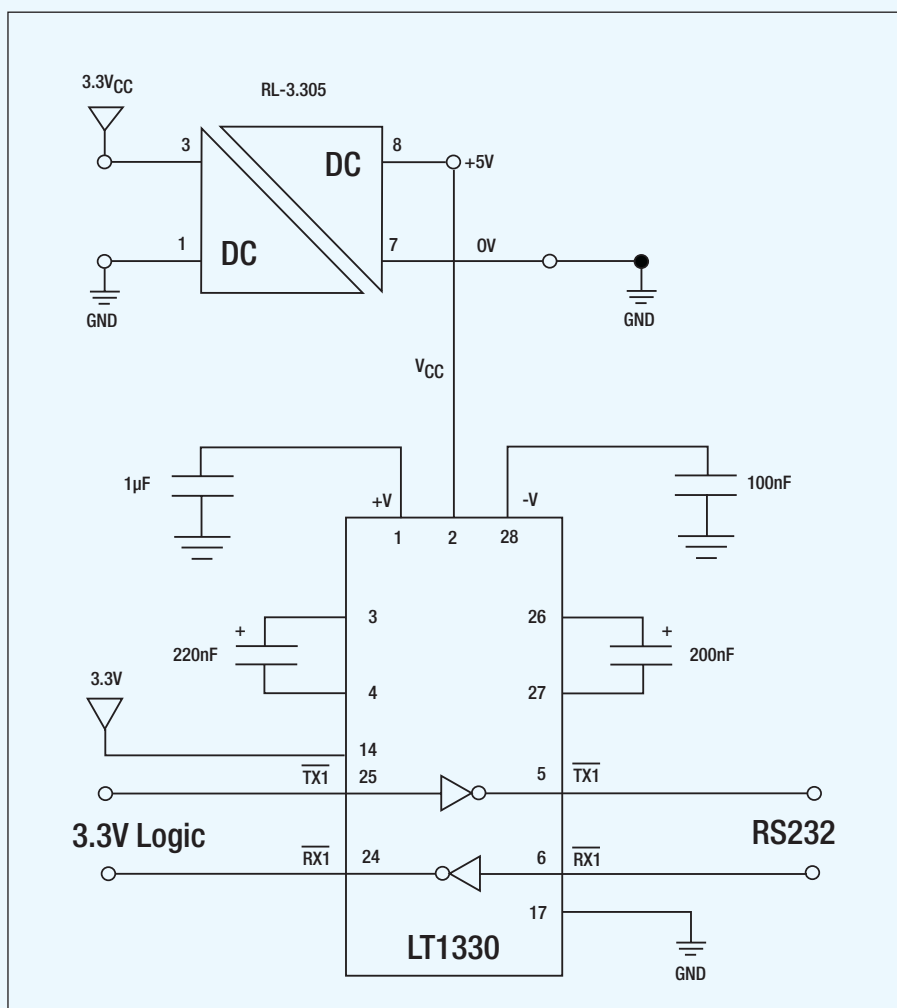 3.3VCC
RL-3.305
3
DC
8
+5V
1
DC
7
0V
GND
GND
VCC
1µF
+V
-V
100nF
1
2
28
3
26
+
220nF
+
200nF
4
27
3.3V
14
TX1
25
5
TX1
3.3V Logic
RS232
RX1
24
6
RX1
17
LT1330
GND